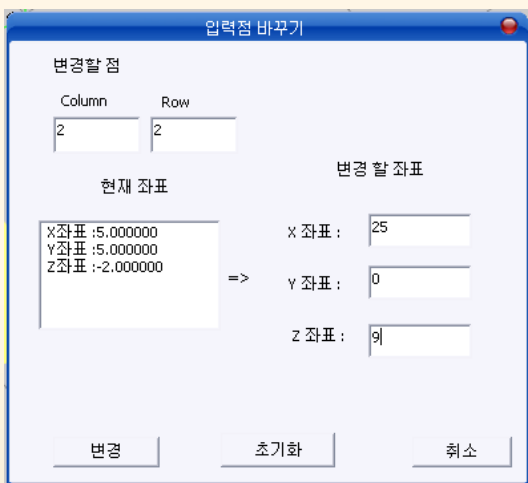 입력점 바꾸기
변경할 점
Column Row
2 2
현재 좌표
변경 할 좌표
X좌표 :5.000000
Y좌표 :5.000000
Z좌표 :-2.000000
=>
X 좌표 : 25
Y 좌표 : 0
Z 좌표 : 9
변경 초기화 취소